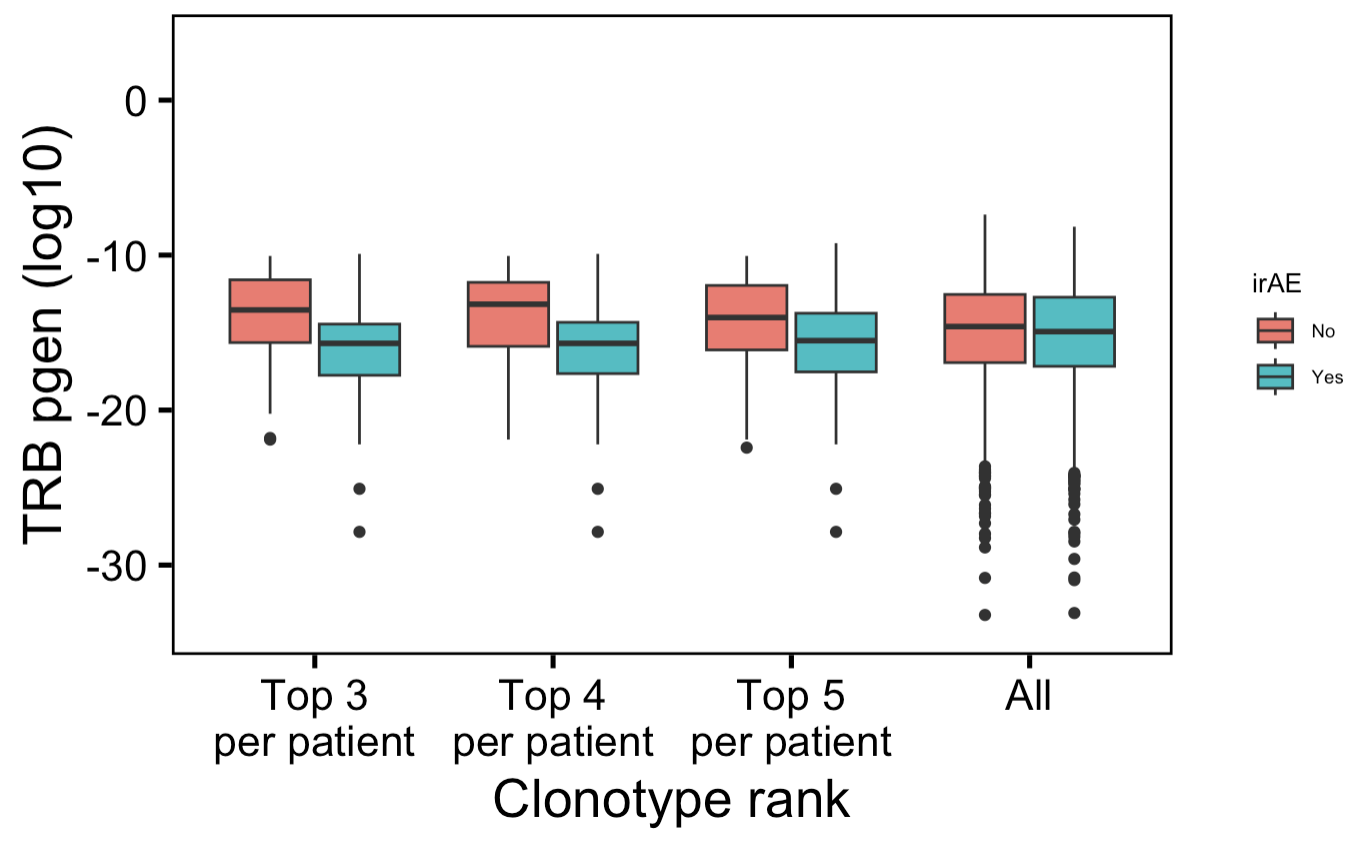 TRB pgen (log10)
0
-10
-20
-30
Top 3
per patient
Top 4
per patient
Top 5
per patient
All
Clonotype rank
irAE
No
Yes